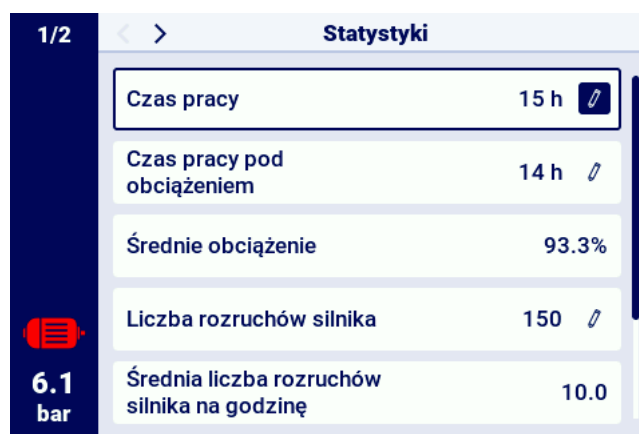 1/2
Statystyki
Czas pracy 15 h
Czas pracy pod
obciążeniem 14 h
Średnie obciążenie 93.3%
Liczba rozruchów silnika 150
Średnia liczba rozruchów
silnika na godzinę 10.0
6.1
bar